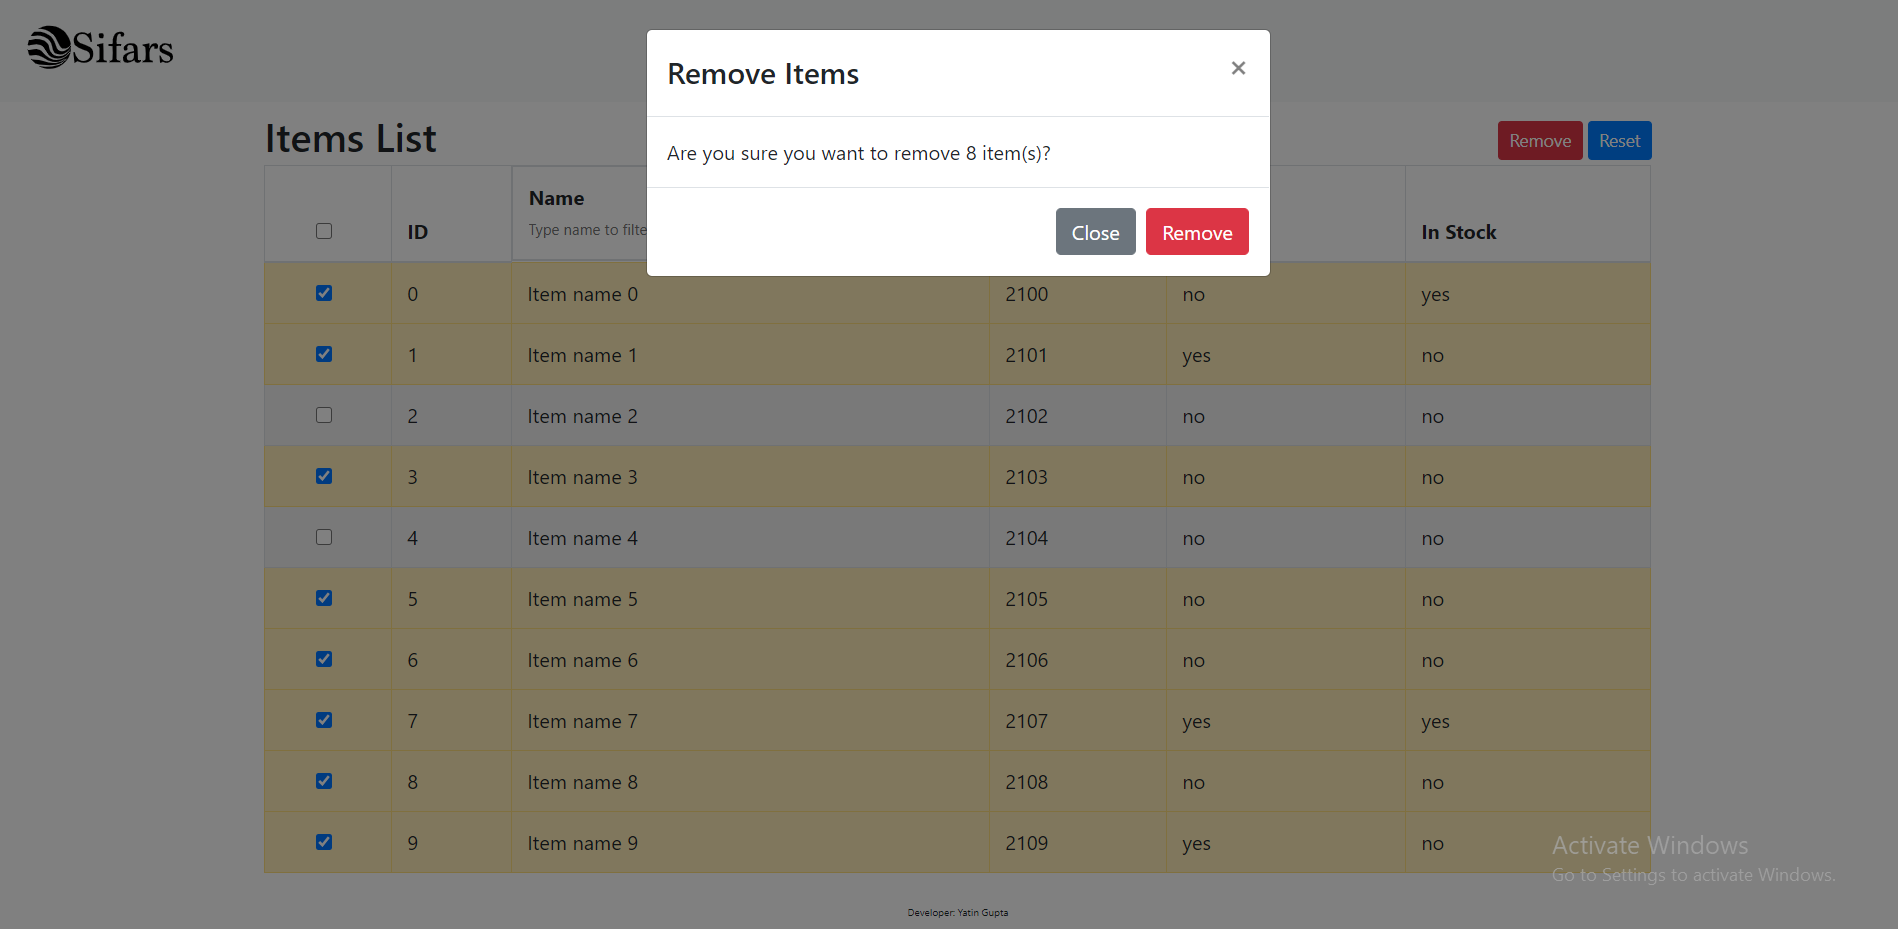 Sifars
Remove Items ×
Are you sure you want to remove 8 item(s)?
Close Remove
Items List Remove Reset
Name
Type name to filte
ID In Stock
0 Item name 0 2100 no yes
1 Item name 1 2101 yes no
2 Item name 2 2102 no no
3 Item name 3 2103 no no
4 Item name 4 2104 no no
5 Item name 5 2105 no no
6 Item name 6 2106 no no
7 Item name 7 2107 yes yes
8 Item name 8 2108 no no
9 Item name 9 2109 yes no
Activate Windows
Go to Settings to activate Windows.
Developer: Yatin Gupta